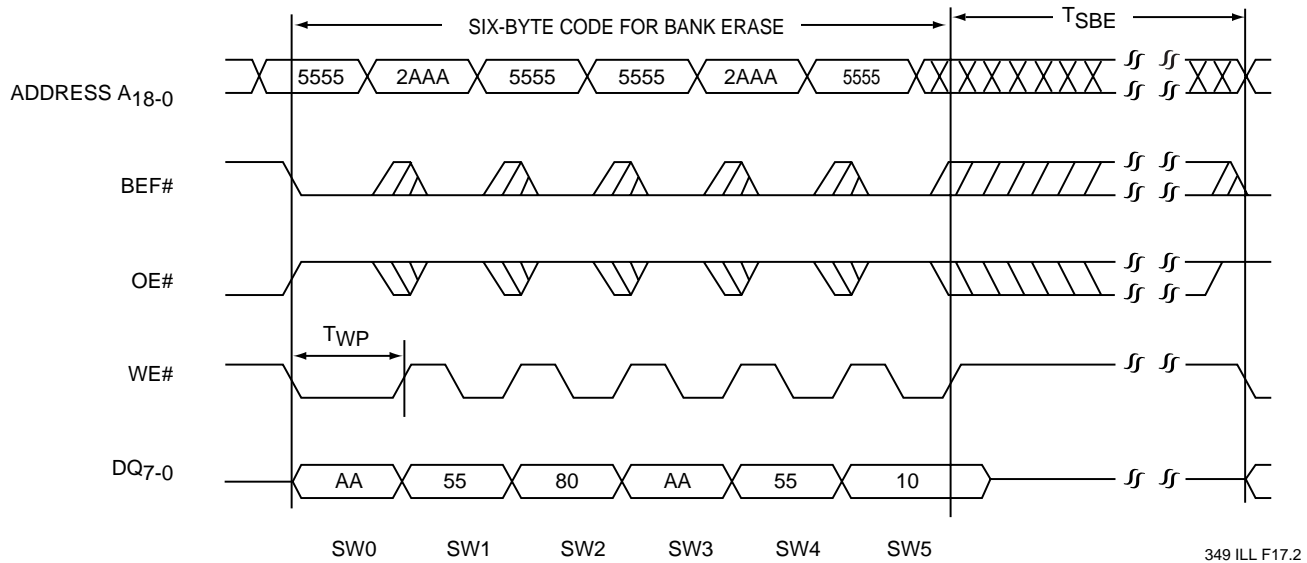 SIX-BYTE CODE FOR BANK ERASE
TSBE
ADDRESS A18-0
5555 2AAA 5555 5555 2AAA 5555
BEF#
OE#
TWP
WE#
DQ7-0
AA 55 80 AA 55 10
SW0 SW1 SW2 SW3 SW4 SW5
349 ILL F17.2